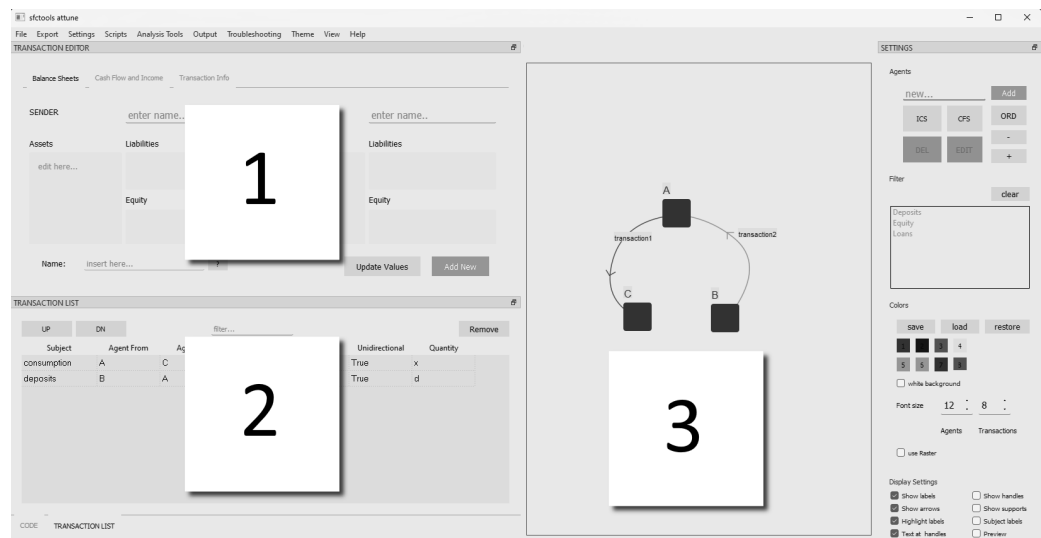 sfctools attune
File Export Settings Scripts Analysis Tools Output Troubleshooting Theme View Help
TRANSACTION EDITOR
Balance Sheets Cash Flow and Income Transaction Info
SENDER enter name.. enter name..
Assets Liabilities Liabilities
edit here...
1
Equity Equity
Name: insert here... ? Update Values Add New
TRANSACTION LIST
UP DN filter... Remove
Subject Agent From Unidirectional Quantity
consumption A C True x
deposits B A True d
2
CODE TRANSACTION LIST
A
transaction1 transaction2
C B
3
SETTINGS
Agents
new... Add
ICS CFS ORD
-
DEL EDIT +
Filter
clear
Deposits
Equity
Loans
Colors
save load restore
3 4
5 5
white background
Font size 12 8
Agents Transactions
use Raster
Display Settings
Show labels Show handles
Show arrows Show supports
Highlight labels Subject labels
Text at handles Preview